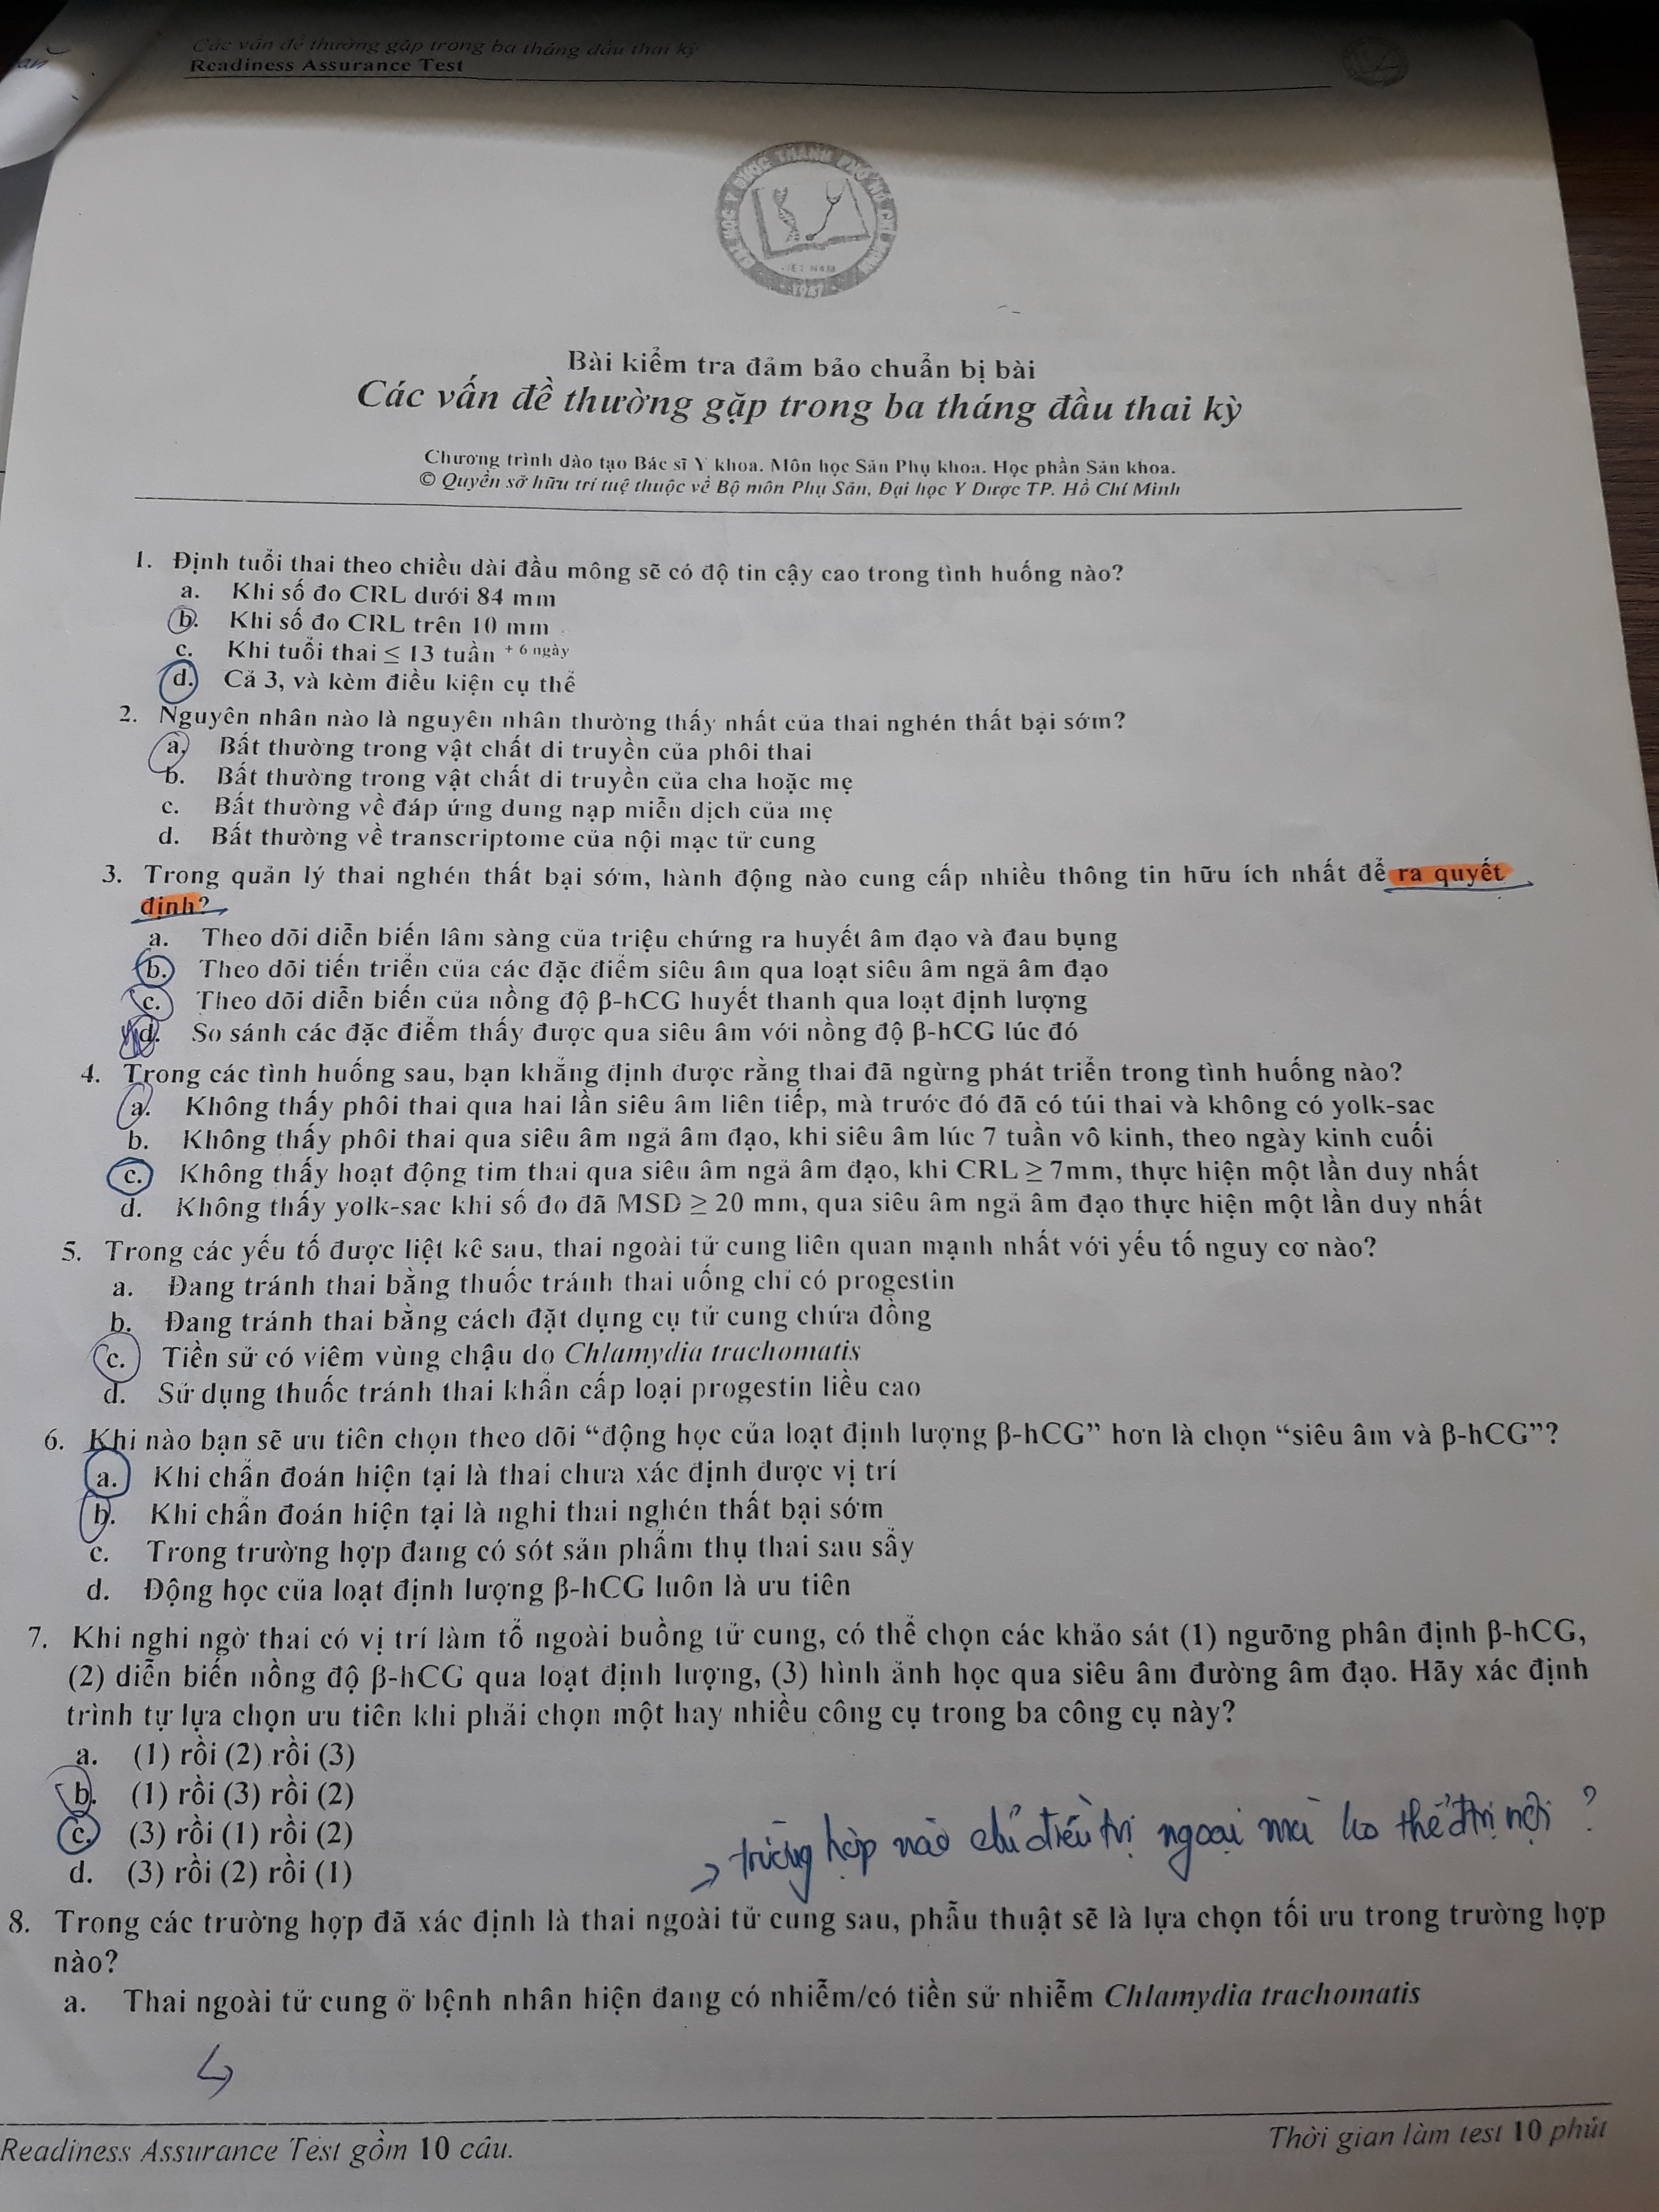 Các vấn đề thường gặp trong ba tháng đầu thai kỳ
Readiness Assurance Test
VIỆT NAM
1947
Bài kiểm tra đảm bảo chuẩn bị bài
Các vấn đề thường gặp trong ba tháng đầu thai kỳ
Chương trình đào tạo Bác sĩ Y khoa. Môn học Sản Phụ khoa. Học phần Sản khoa.
© Quyền sở hữu trí tuệ thuộc về Bộ môn Phụ Sản, Đại học Y Dược TP. Hồ Chí Minh
1. Định tuổi thai theo chiều dài đầu mông sẽ có độ tin cậy cao trong tình huống nào?
a. Khi số đo CRL dưới 84 mm
b. Khi số đo CRL trên 10 mm
c. Khi tuổi thai ≤ 13 tuần + 6 ngày
d. Cả 3, và kèm điều kiện cụ thể
2. Nguyên nhân nào là nguyên nhân thường thấy nhất của thai nghén thất bại sớm?
a. Bất thường trong vật chất di truyền của phôi thai
b. Bất thường trong vật chất di truyền của cha hoặc mẹ
c. Bất thường về đáp ứng dung nạp miễn dịch của mẹ
d. Bất thường về transcriptome của nội mạc tử cung
3. Trong quản lý thai nghén thất bại sớm, hành động nào cung cấp nhiều thông tin hữu ích nhất để ra quyết
định?
a. Theo dõi diễn biến lâm sàng của triệu chứng ra huyết âm đạo và đau bụng
b. Theo dõi tiến triển của các đặc điểm siêu âm qua loạt siêu âm ngả âm đạo
c. Theo dõi diễn biến của nồng độ β-hCG huyết thanh qua loạt định lượng
d. So sánh các đặc điểm thấy được qua siêu âm với nồng độ β-hCG lúc đó
4. Trong các tình huống sau, bạn khẳng định được rằng thai đã ngừng phát triển trong tình huống nào?
a. Không thấy phôi thai qua hai lần siêu âm liên tiếp, mà trước đó đã có túi thai và không có yolk-sac
b. Không thấy phôi thai qua siêu âm ngả âm đạo, khi siêu âm lúc 7 tuần vô kinh, theo ngày kinh cuối
c. Không thấy hoạt động tim thai qua siêu âm ngả âm đạo, khi CRL ≥ 7mm, thực hiện một lần duy nhất
d. Không thấy yolk-sac khi số đo đã MSD ≥ 20 mm, qua siêu âm ngả âm đạo thực hiện một lần duy nhất
5. Trong các yếu tố được liệt kê sau, thai ngoài tử cung liên quan mạnh nhất với yếu tố nguy cơ nào?
a. Đang tránh thai bằng thuốc tránh thai uống chỉ có progestin
b. Đang tránh thai bằng cách đặt dụng cụ tử cung chứa đồng
c. Tiền sử có viêm vùng chậu do Chlamydia trachomatis
d. Sử dụng thuốc tránh thai khẩn cấp loại progestin liều cao
6. Khi nào bạn sẽ ưu tiên chọn theo dõi “động học của loạt định lượng β-hCG” hơn là chọn “siêu âm và β-hCG”?
a. Khi chẩn đoán hiện tại là thai chưa xác định được vị trí
b. Khi chẩn đoán hiện tại là nghi thai nghén thất bại sớm
c. Trong trường hợp đang có sót sản phẩm thụ thai sau sẩy
d. Động học của loạt định lượng β-hCG luôn là ưu tiên
7. Khi nghi ngờ thai có vị trí làm tổ ngoài buồng tử cung, có thể chọn các khảo sát (1) ngưỡng phân định β-hCG,
(2) diễn biến nồng độ β-hCG qua loạt định lượng, (3) hình ảnh học qua siêu âm đường âm đạo. Hãy xác định
trình tự lựa chọn ưu tiên khi phải chọn một hay nhiều công cụ trong ba công cụ này?
a. (1) rồi (2) rồi (3)
b. (1) rồi (3) rồi (2)
c. (3) rồi (1) rồi (2)
d. (3) rồi (2) rồi (1)
→ trường hợp nào chỉ điều trị ngoại mà ko thể đtrị nội ?
8. Trong các trường hợp đã xác định là thai ngoài tử cung sau, phẫu thuật sẽ là lựa chọn tối ưu trong trường hợp
nào?
a. Thai ngoài tử cung ở bệnh nhân hiện đang có nhiễm/có tiền sử nhiễm Chlamydia trachomatis
Readiness Assurance Test gồm 10 câu.
Thời gian làm test 10 phút